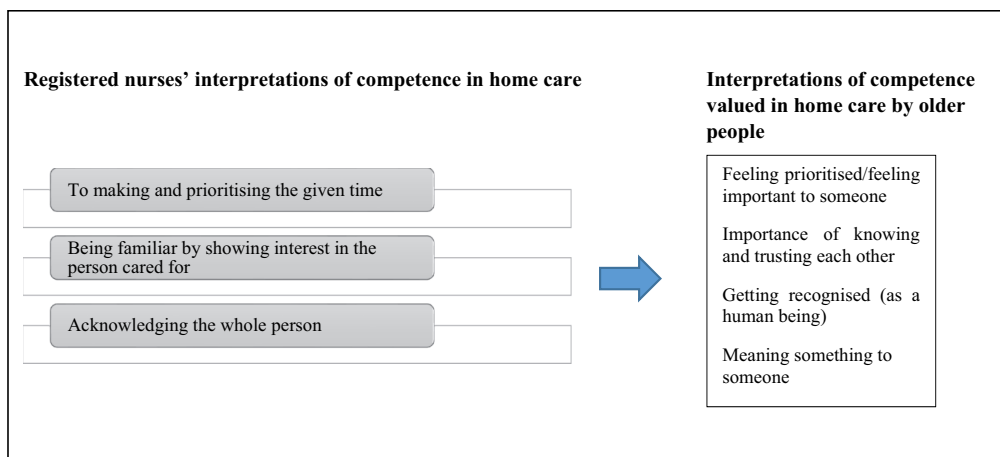 Registered nurses’ interpretations of competence in home care
To making and prioritising the given time
Being familiar by showing interest in the
person cared for
Acknowledging the whole person
Interpretations of competence
valued in home care by older
people
Feeling prioritised/feeling
important to someone
Importance of knowing
and trusting each other
Getting recognised (as a
human being)
Meaning something to
someone